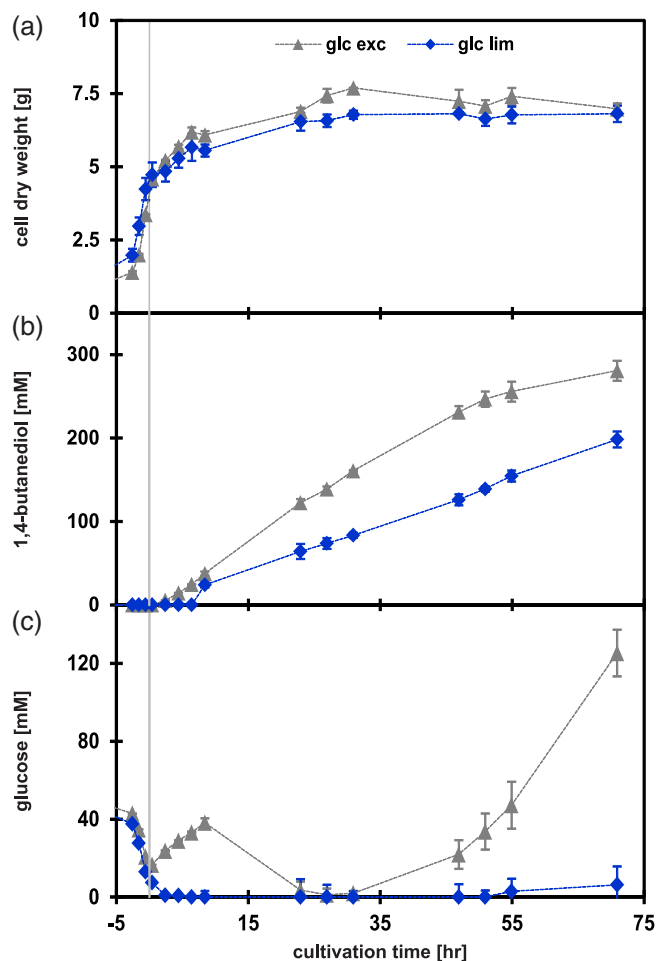 (a)
10
7.5
5
2.5
0
cell dry weight [g]
glc exc
glc lim
(b)
300
200
100
0
1,4-butanediol [mM]
(c)
120
80
40
0
glucose [mM]
-5
15
35
55
75
cultivation time [hr]